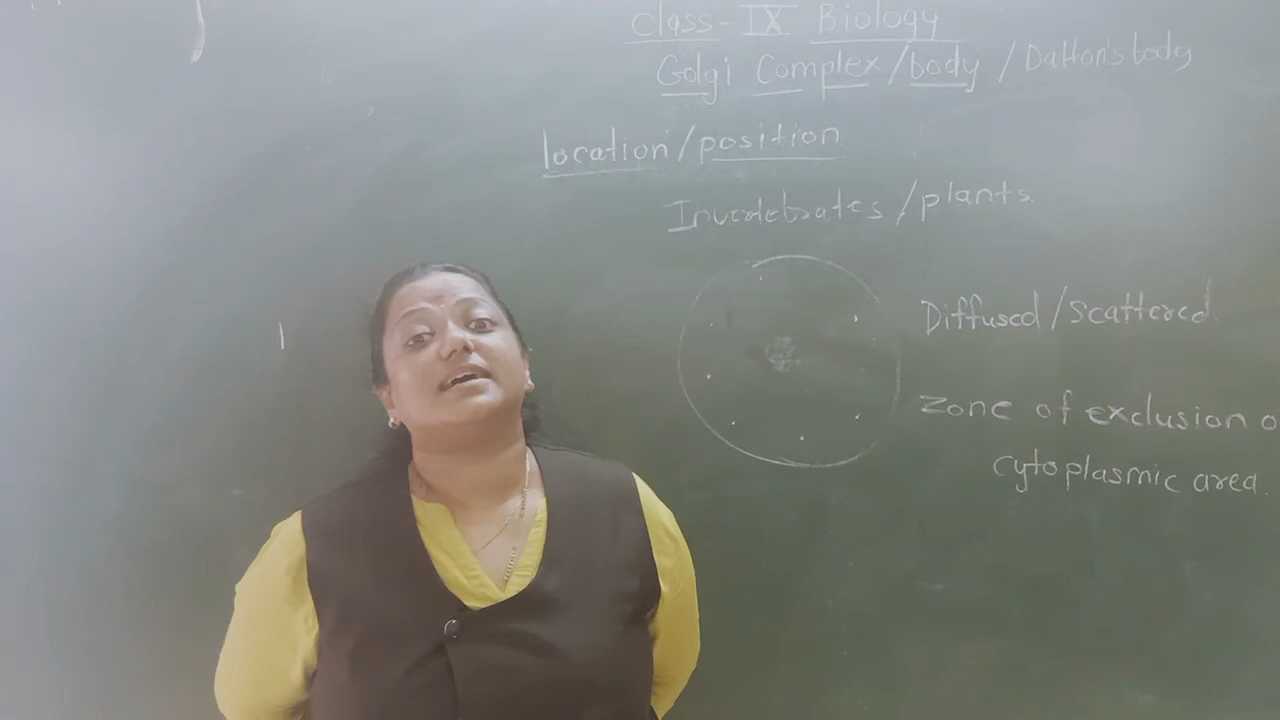 Class-IX Biology
Golgi Complex/body/Dalton's body
location/position
Invertebrates/plants.
Diffused/Scattered.
Zone of exclusion o
cytoplasmic area.